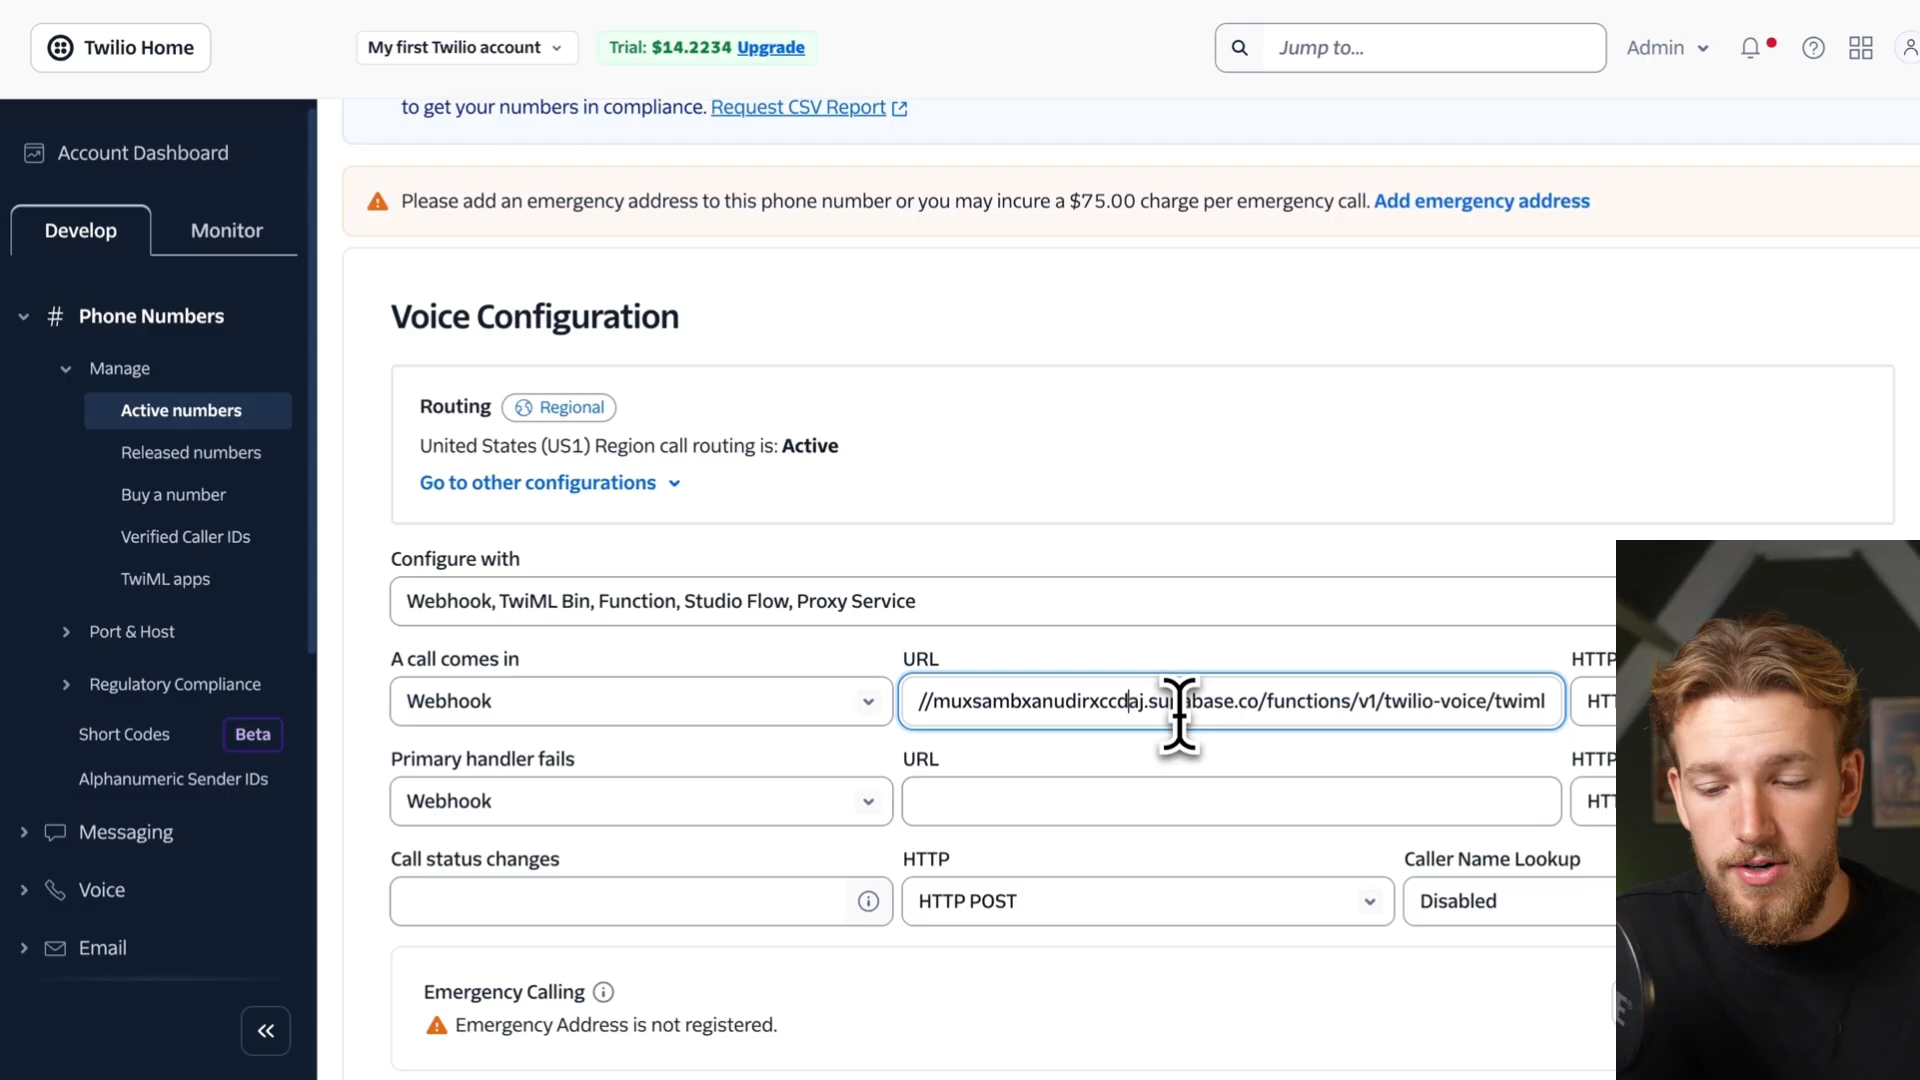 Twilio Home
My first Twilio account
Trial: $14.2234 Upgrade
Jump to...
Admin
to get your numbers in compliance. Request CSV Report
Account Dashboard
Please add an emergency address to this phone number or you may incure a $75.00 charge per emergency call. Add emergency address
Develop
Monitor
Phone Numbers
Manage
Active numbers
Released numbers
Buy a number
Verified Caller IDs
TwiML apps
Port & Host
Regulatory Compliance
Short Codes
Beta
Alphanumeric Sender IDs
Messaging
Voice
Email
Voice Configuration
Routing
Regional
United States (US1) Region call routing is: Active
Go to other configurations
Configure with
Webhook, TwiML Bin, Function, Studio Flow, Proxy Service
A call comes in
URL
HTTP
Webhook
//muxsambxanudirxccdaj.supabase.co/functions/v1/twilio-voice/twiml
HTT
Primary handler fails
URL
HTTP
Webhook
HTT
Call status changes
HTTP
Caller Name Lookup
HTTP POST
Disabled
Emergency Calling
Emergency Address is not registered.